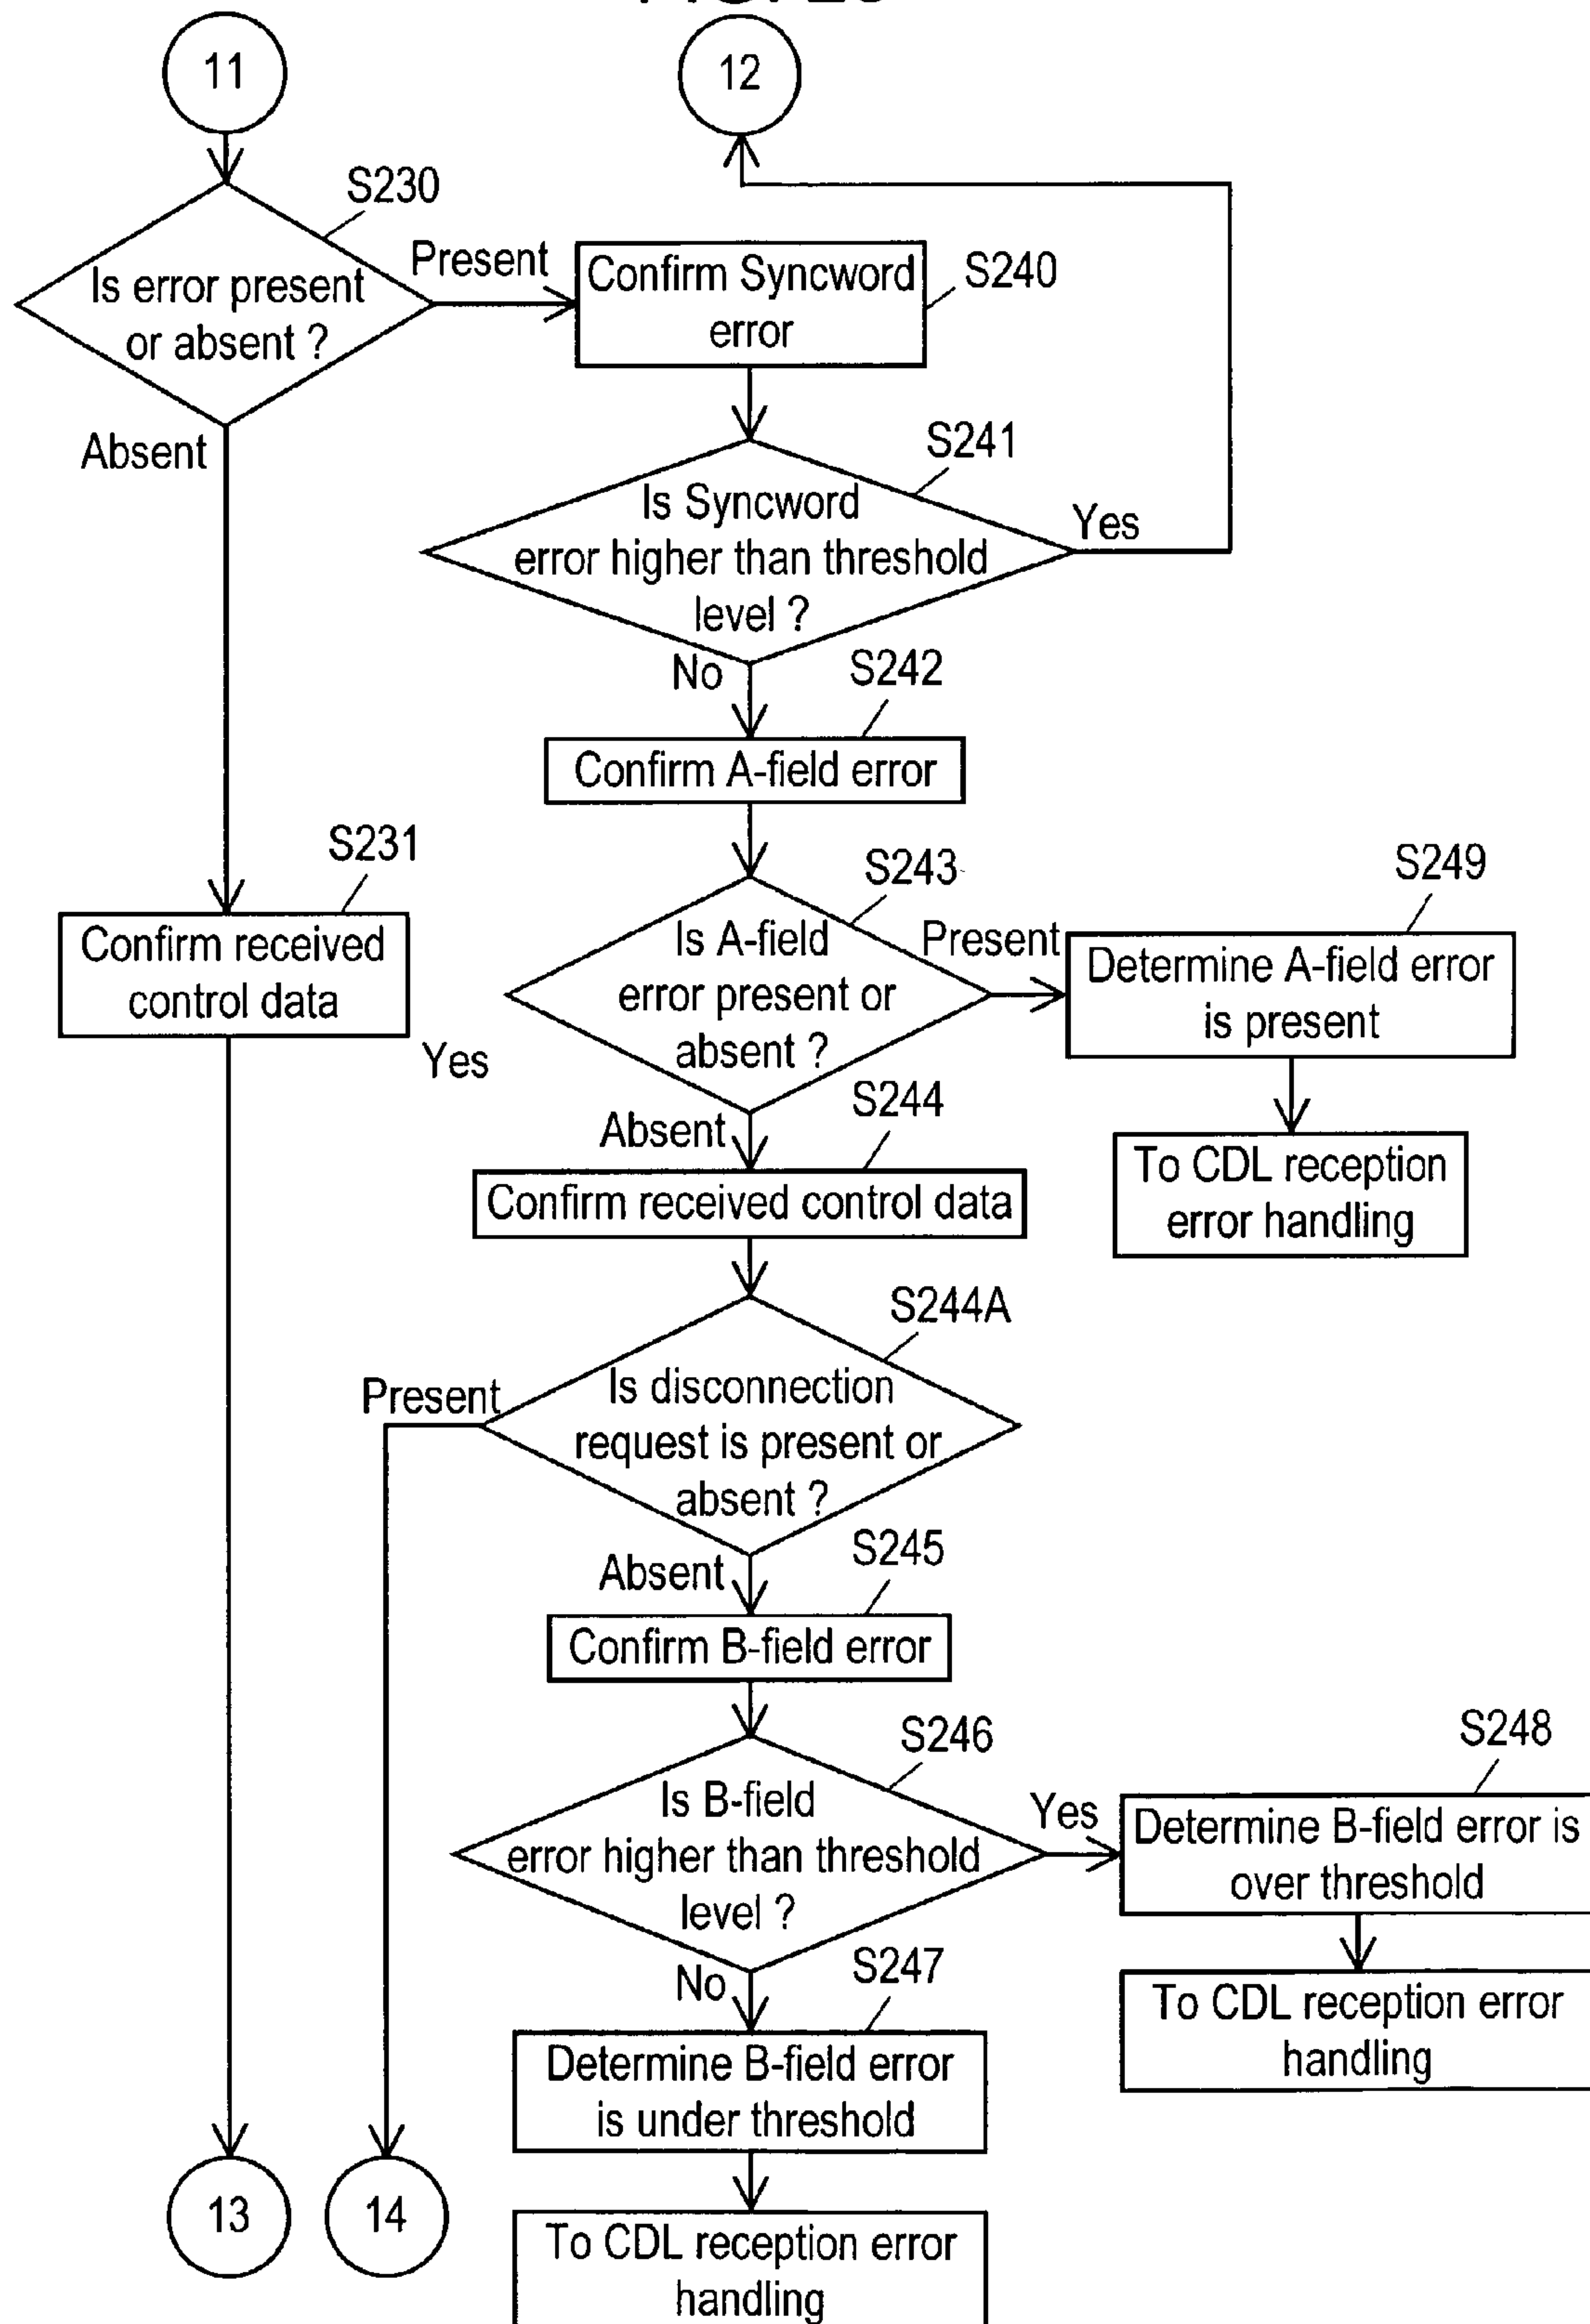 11
12
S230
Is error present
or absent ?
Present
Confirm Syncword
error
S240
Absent
S241
Is Syncword
error higher than threshold
level ?
Yes
No
S242
Confirm A-field error
S231
Confirm received
control data
Yes
S243
Is A-field
error present or
absent ?
Present
S249
Determine A-field error
is present
Absent
S244
Confirm received control data
To CDL reception
error handling
S244A
Present
Is disconnection
request is present or
absent ?
Absent
S245
Confirm B-field error
S246
Is B-field
error higher than threshold
level ?
Yes
S248
Determine B-field error is
over threshold
No
S247
Determine B-field error
is under threshold
To CDL reception error
handling
13
14
To CDL reception error
handling